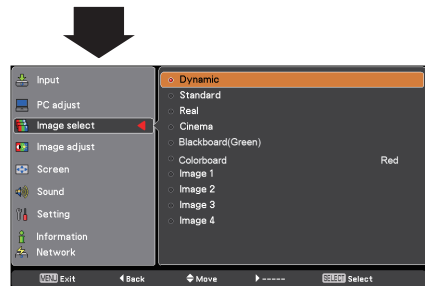 Input
PC adjust
Image select
Image adjust
Screen
Sound
Setting
Information
Network
Dynamic
Standard
Real
Cinema
Blackboard(Green)
Colorboard Red
Image 1
Image 2
Image 3
Image 4
MENU Exit Back Move ----- SELECT Select